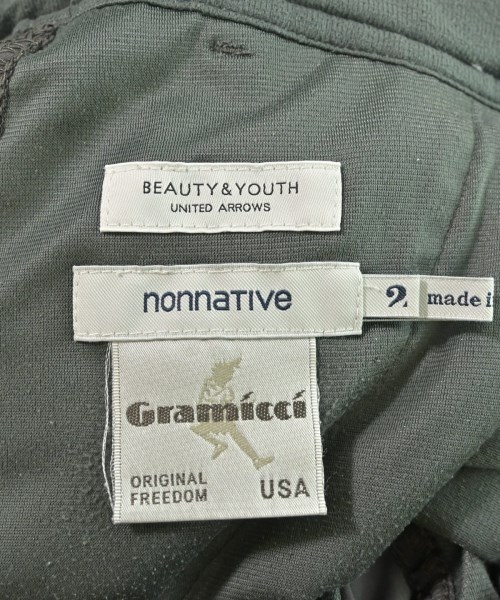 BEAUTY&YOUTH
UNITED ARROWS
nonnative
2 made i
Gramicci
ORIGINAL
FREEDOM USA